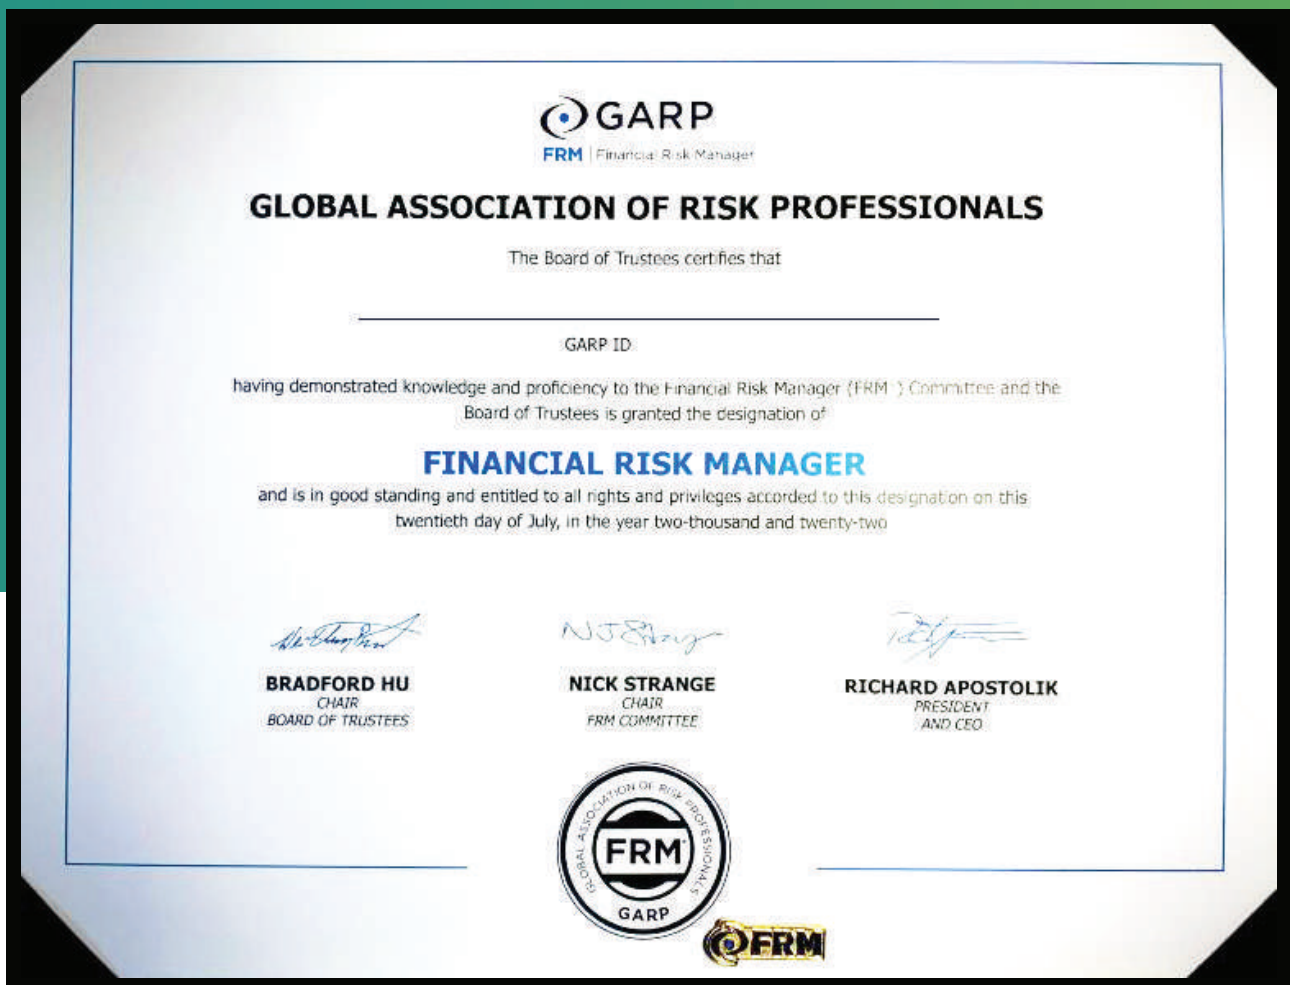 GARP
FRM | Financial Risk Manager
GLOBAL ASSOCIATION OF RISK PROFESSIONALS
The Board of Trustees certifies that
GARP ID
having demonstrated knowledge and proficiency to the Financial Risk Manager (FRM ) Committee and the
Board of Trustees is granted the designation of
FINANCIAL RISK MANAGER
and is in good standing and entitled to all rights and privileges accorded to this designation on this
twentieth day of July, in the year two-thousand and twenty-two
BRADFORD HU
CHAIR
BOARD OF TRUSTEES
NICK STRANGE
CHAIR
FRM COMMITTEE
RICHARD APOSTOLIK
PRESIDENT
AND CEO
GLOBAL ASSOCIATION OF RISK PROFESSIONALS
FRM
GARP
FRM